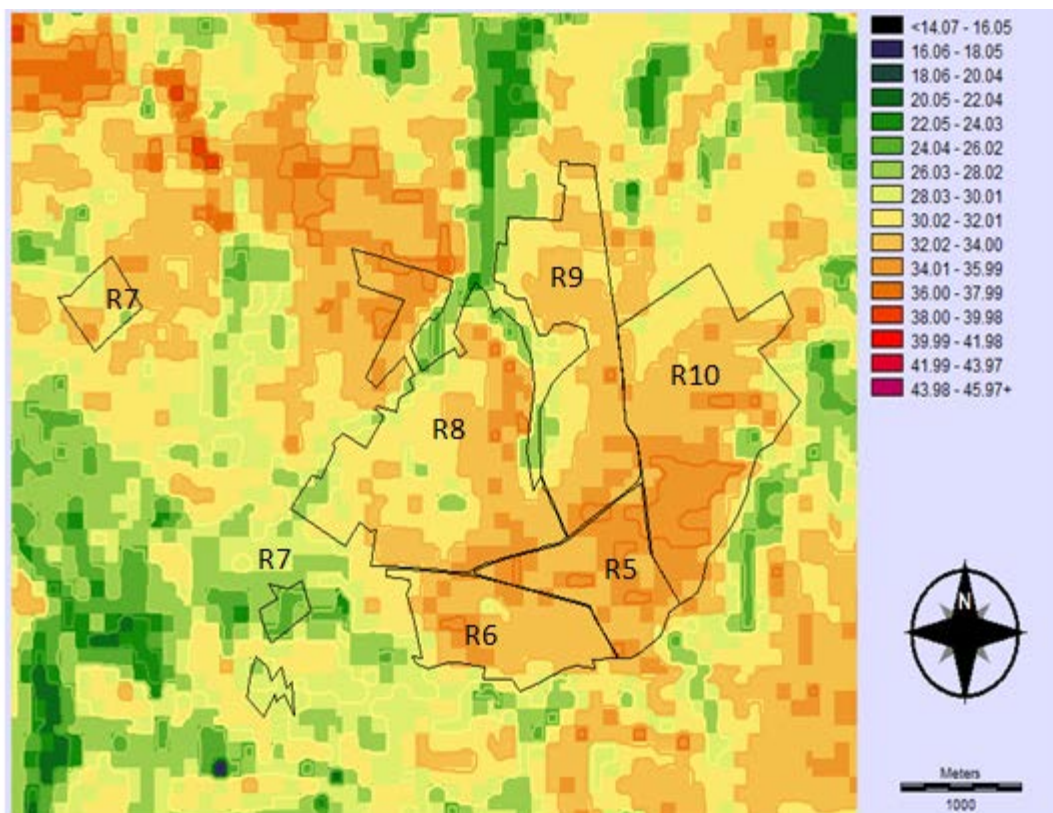 <14.07 - 16.05
16.06 - 18.05
18.06 - 20.04
20.05 - 22.04
22.05 - 24.03
24.04 - 26.02
26.03 - 28.02
28.03 - 30.01
30.02 - 32.01
32.02 - 34.00
34.01 - 35.99
36.00 - 37.99
38.00 - 39.98
39.99 - 41.98
41.99 - 43.97
43.98 - 45.97+
R9
R7
R10
R8
R7
R5
R6
N
Meters
1000